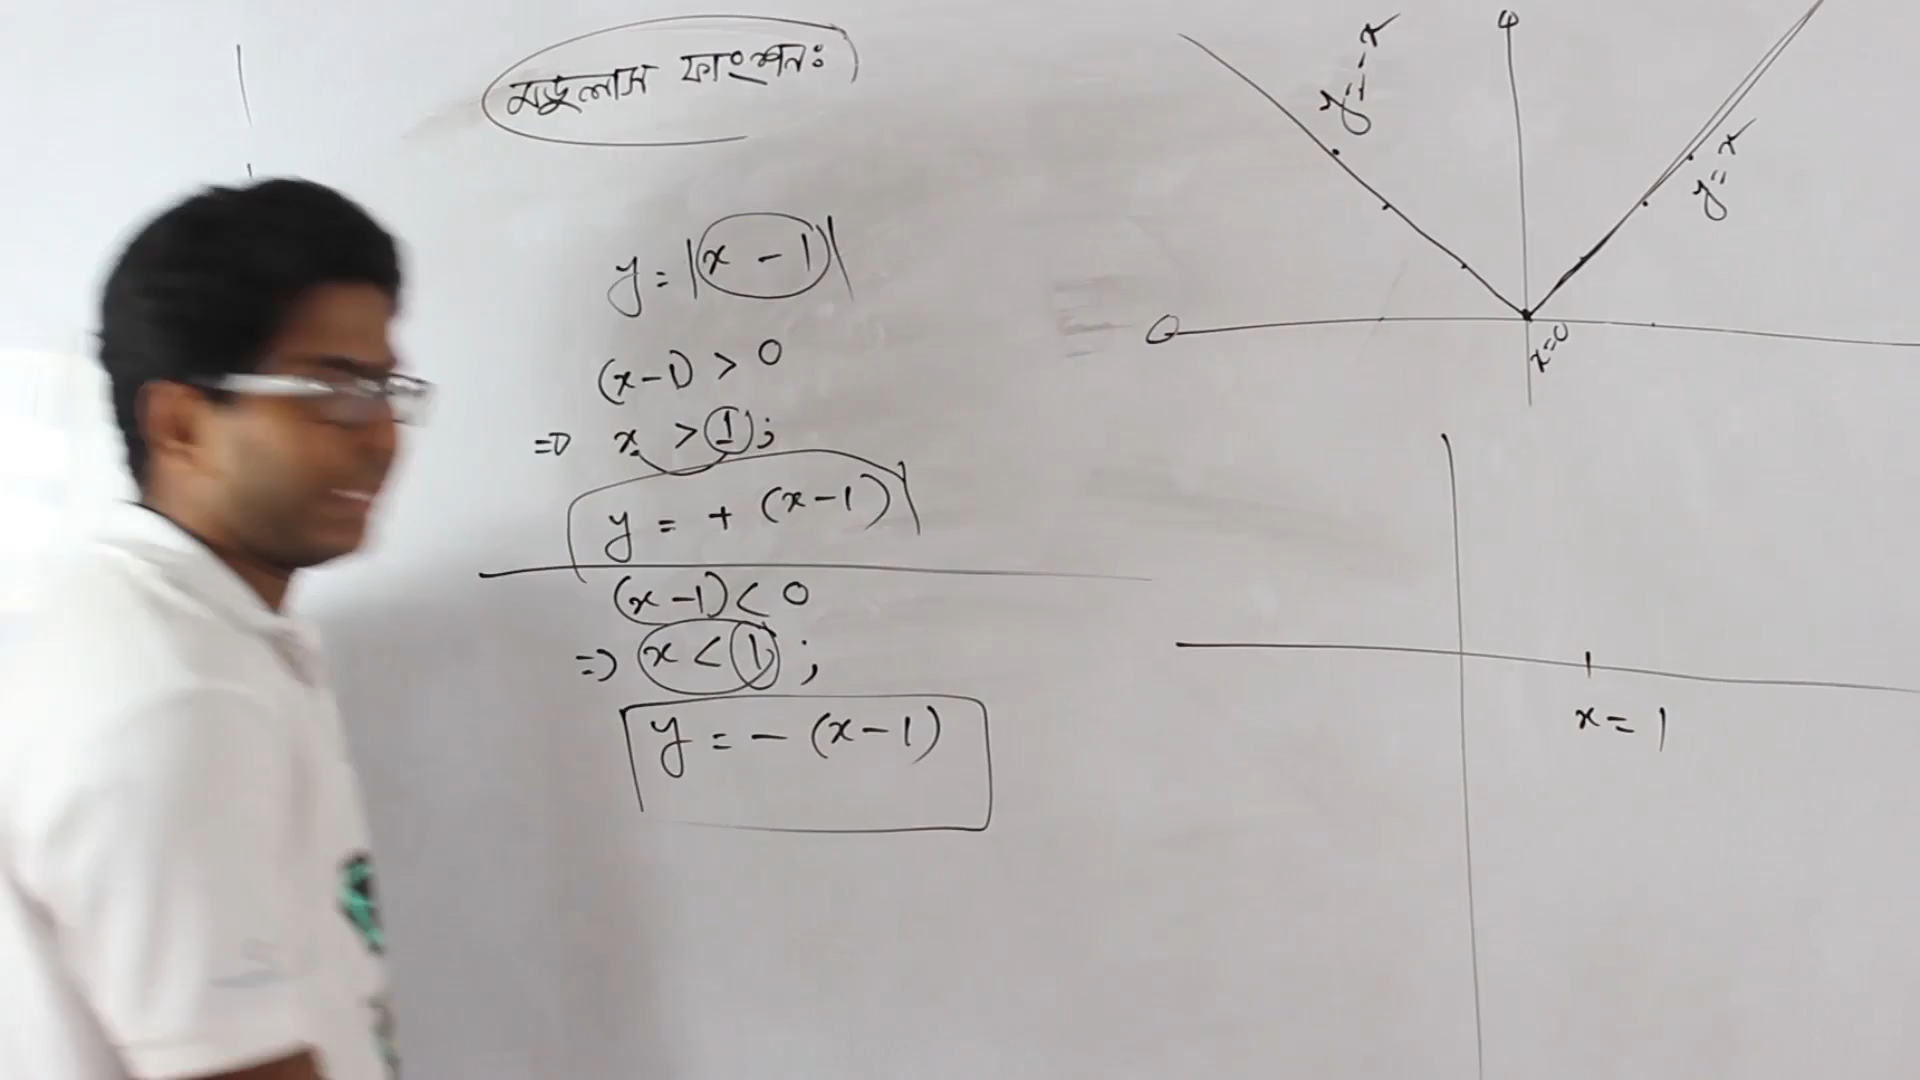 মডুলাস ফাংশনঃ
y = |x - 1|
(x-1) > 0
=> x > 1 ;
y = + (x-1)
(x-1) < 0
=> x < 1 ;
y = - (x-1)
y = -x
y = x
x=0
x = 1